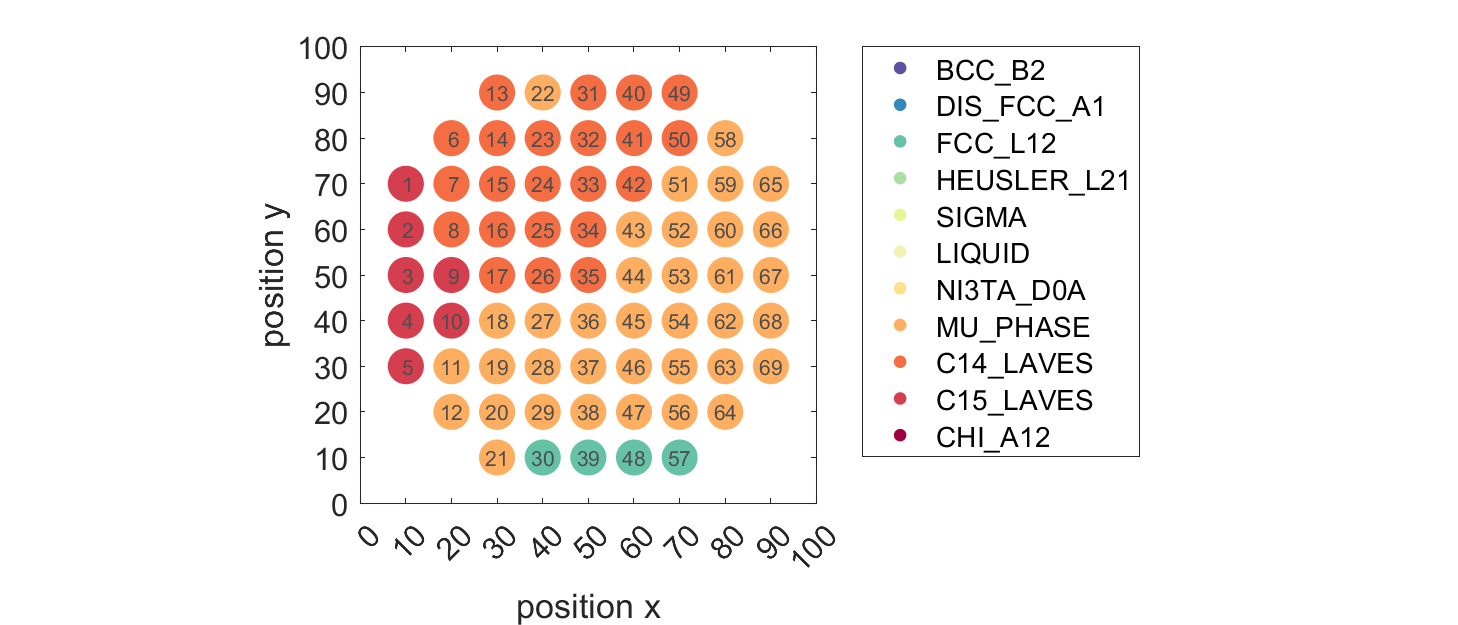 100
90
80
70
60
50
40
30
20
10
0
position y
13 22 31 40 49
6 14 23 32 41 50 58
1 7 15 24 33 42 51 59 65
2 8 16 25 34 43 52 60 66
3 9 17 26 35 44 53 61 67
4 10 18 27 36 45 54 62 68
5 11 19 28 37 46 55 63 69
12 20 29 38 47 56 64
21 30 39 48 57
0 10 20 30 40 50 60 70 80 90 100
position x
BCC_B2
DIS_FCC_A1
FCC_L12
HEUSLER_L21
SIGMA
LIQUID
NI3TA_D0A
MU_PHASE
C14_LAVES
C15_LAVES
CHI_A12